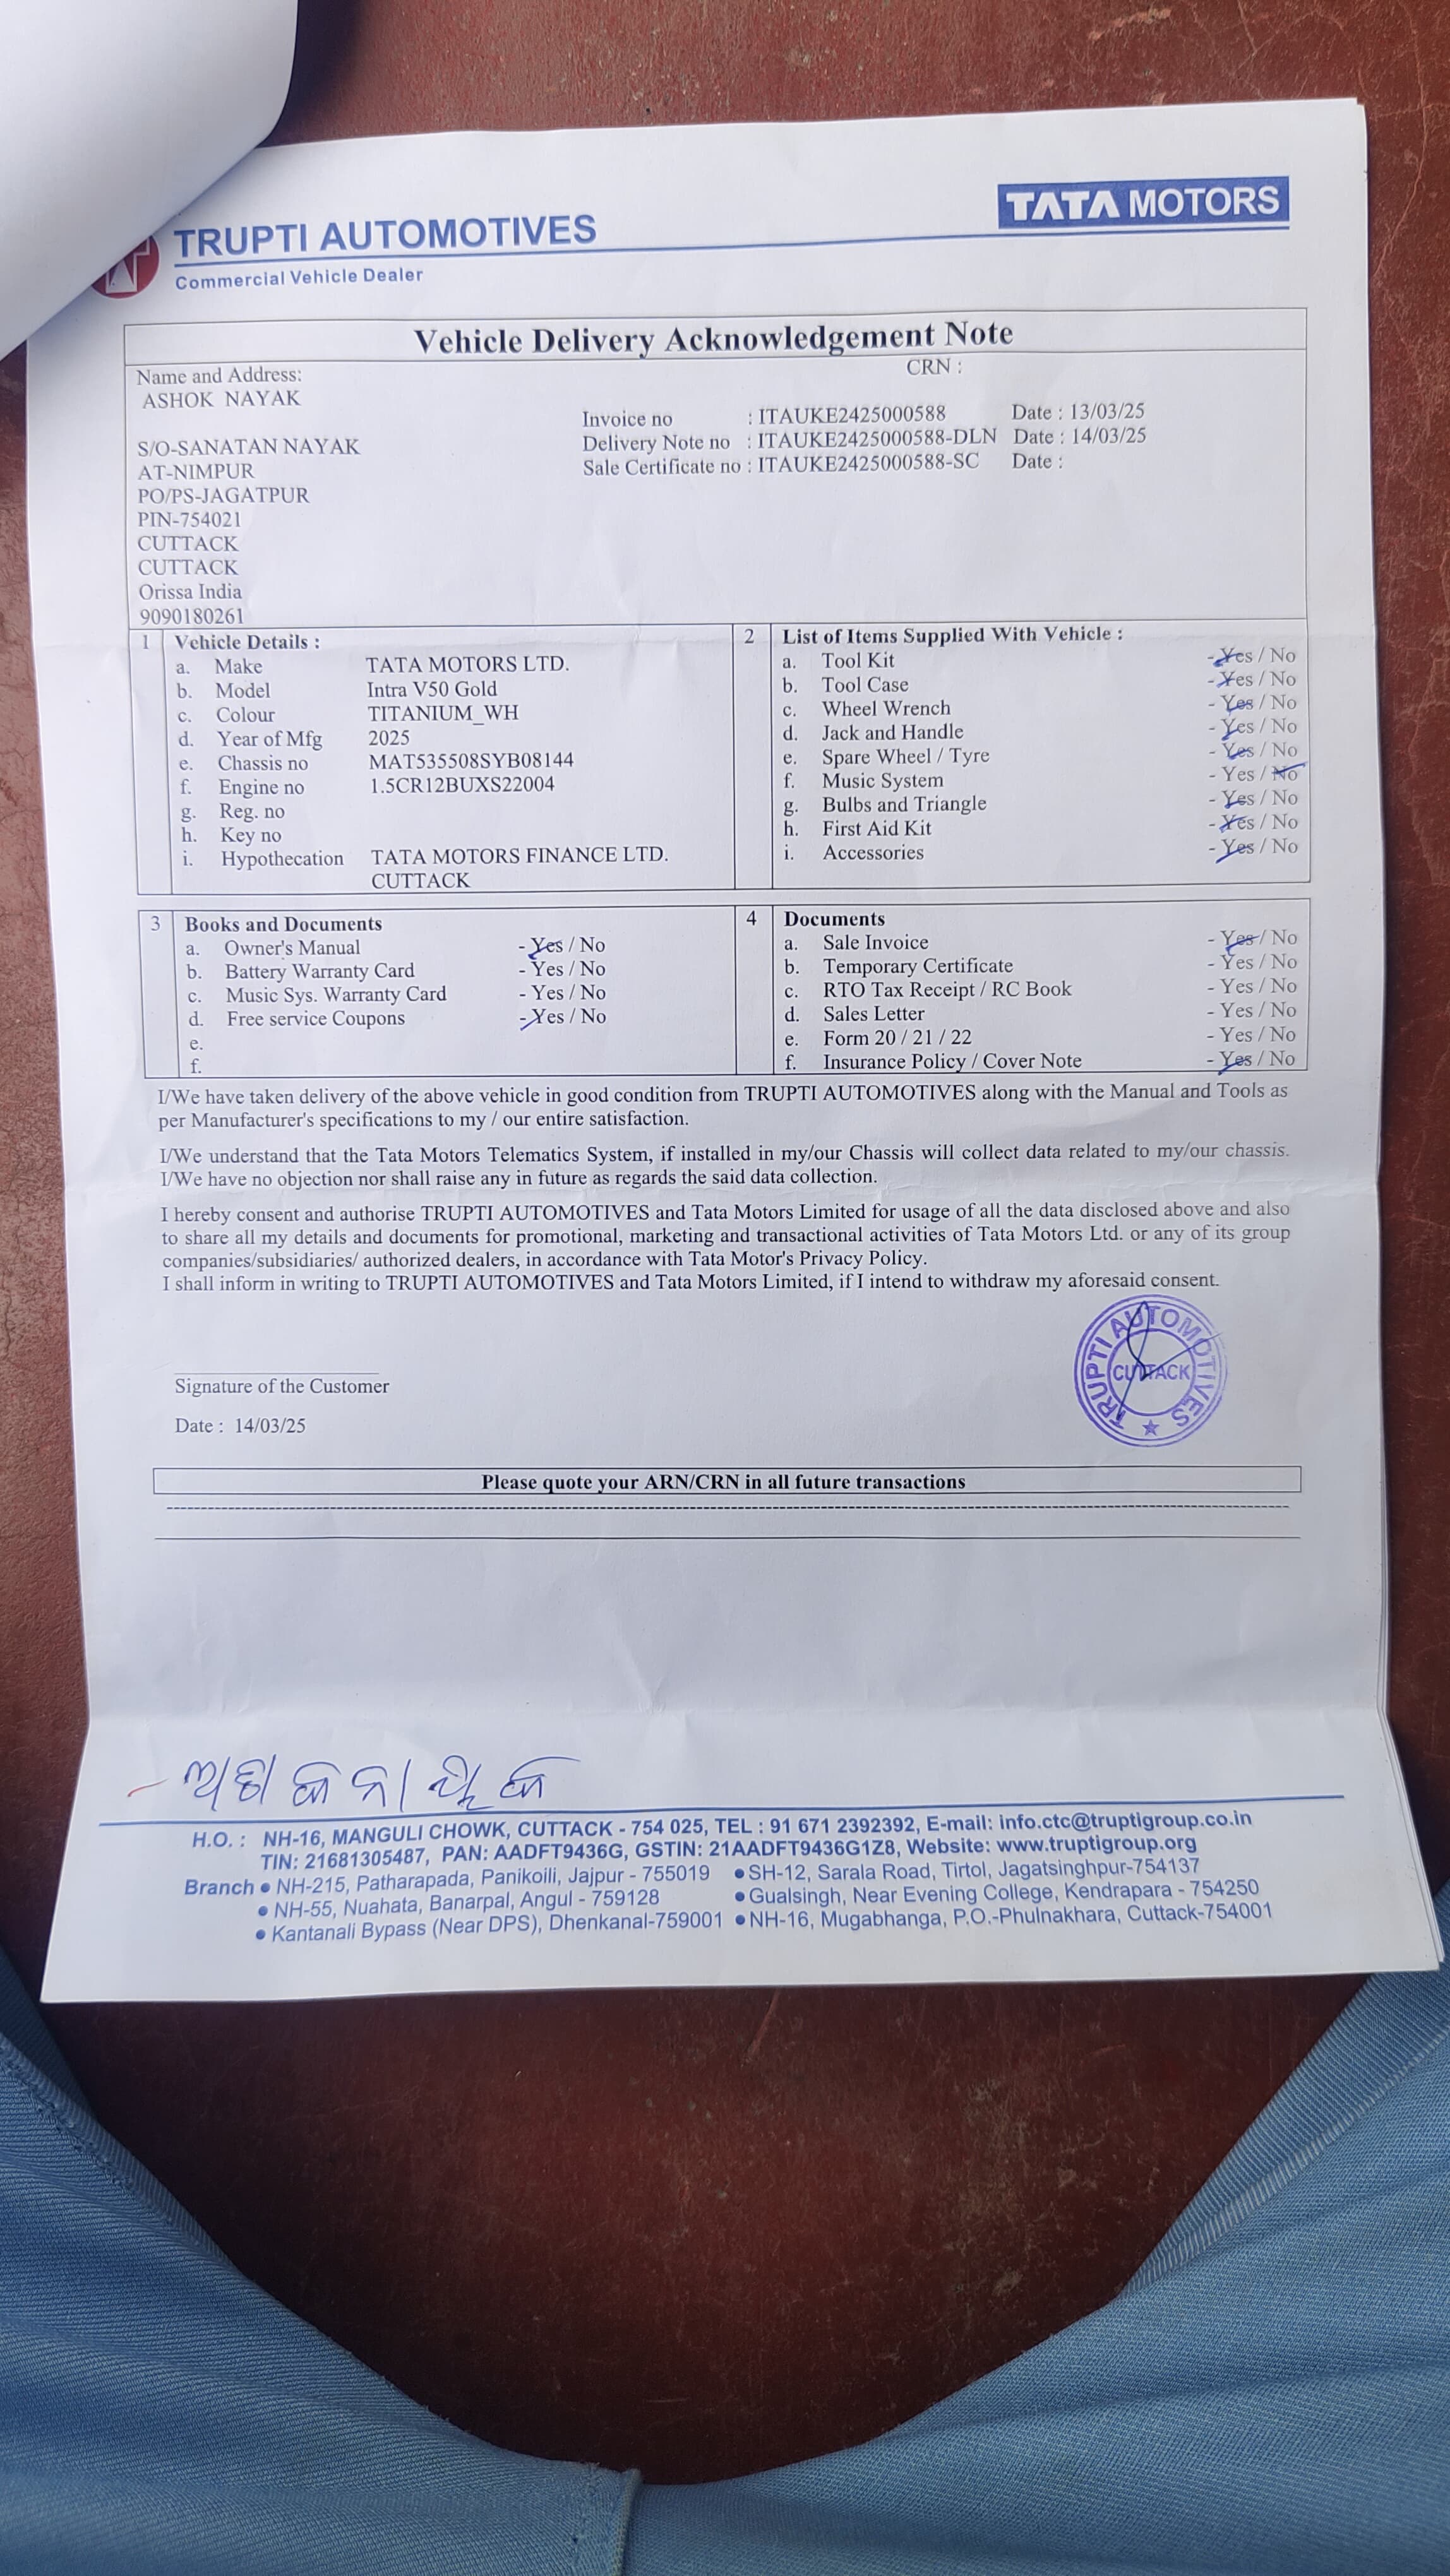 TRUPTI AUTOMOTIVES
Commercial Vehicle Dealer
TATA MOTORS
Vehicle Delivery Acknowledgement Note
Name and Address:
CRN :
ASHOK NAYAK
S/O-SANATAN NAYAK
AT-NIMPUR
PO/PS-JAGATPUR
PIN-754021
CUTTACK
CUTTACK
Orissa India
9090180261
Invoice no : ITAUKE2425000588 Date : 13/03/25
Delivery Note no : ITAUKE2425000588-DLN Date : 14/03/25
Sale Certificate no : ITAUKE2425000588-SC Date :
1 Vehicle Details :
a. Make TATA MOTORS LTD.
b. Model Intra V50 Gold
c. Colour TITANIUM_WH
d. Year of Mfg 2025
e. Chassis no MAT535508SYB08144
f. Engine no 1.5CR12BUXS22004
g. Reg. no
h. Key no
i. Hypothecation TATA MOTORS FINANCE LTD.
CUTTACK
2 List of Items Supplied With Vehicle :
a. Tool Kit - Yes / No
b. Tool Case - Yes / No
c. Wheel Wrench - Yes / No
d. Jack and Handle - Yes / No
e. Spare Wheel / Tyre - Yes / No
f. Music System - Yes / No
g. Bulbs and Triangle - Yes / No
h. First Aid Kit - Yes / No
i. Accessories - Yes / No
3 Books and Documents
a. Owner's Manual - Yes / No
b. Battery Warranty Card - Yes / No
c. Music Sys. Warranty Card - Yes / No
d. Free service Coupons - Yes / No
e.
f.
4 Documents
a. Sale Invoice - Yes / No
b. Temporary Certificate - Yes / No
c. RTO Tax Receipt / RC Book - Yes / No
d. Sales Letter - Yes / No
e. Form 20 / 21 / 22 - Yes / No
f. Insurance Policy / Cover Note - Yes / No
I/We have taken delivery of the above vehicle in good condition from TRUPTI AUTOMOTIVES along with the Manual and Tools as
per Manufacturer's specifications to my / our entire satisfaction.
I/We understand that the Tata Motors Telematics System, if installed in my/our Chassis will collect data related to my/our chassis.
I/We have no objection nor shall raise any in future as regards the said data collection.
I hereby consent and authorise TRUPTI AUTOMOTIVES and Tata Motors Limited for usage of all the data disclosed above and also
to share all my details and documents for promotional, marketing and transactional activities of Tata Motors Ltd. or any of its group
companies/subsidiaries/ authorized dealers, in accordance with Tata Motor's Privacy Policy.
I shall inform in writing to TRUPTI AUTOMOTIVES and Tata Motors Limited, if I intend to withdraw my aforesaid consent.
TRUPTI AUTOMOTIVES
CUTTACK
Signature of the Customer
Date : 14/03/25
Please quote your ARN/CRN in all future transactions
ଅଶୋକ ନାୟକ
H.O. : NH-16, MANGULI CHOWK, CUTTACK - 754 025, TEL : 91 671 2392392, E-mail: info.ctc@truptigroup.co.in
TIN: 21681305487, PAN: AADFT9436G, GSTIN: 21AADFT9436G1Z8, Website: www.truptigroup.org
Branch • NH-215, Patharapada, Panikoili, Jajpur - 755019 • SH-12, Sarala Road, Tirtol, Jagatsinghpur-754137
• NH-55, Nuahata, Banarpal, Angul - 759128 • Gualsingh, Near Evening College, Kendrapara - 754250
• Kantanali Bypass (Near DPS), Dhenkanal-759001 • NH-16, Mugabhanga, P.O.-Phulnakhara, Cuttack-754001